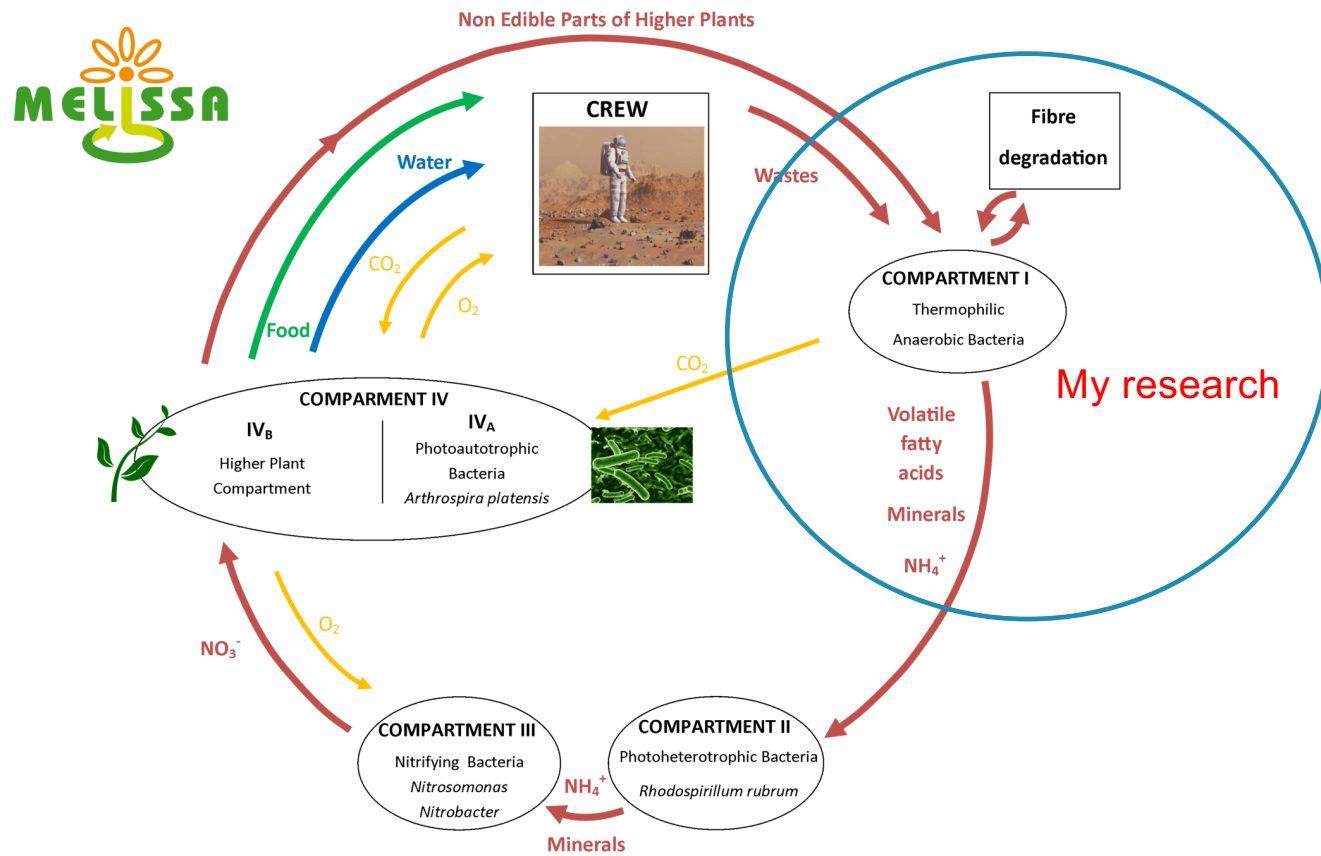 Non Edible Parts of Higher Plants
MELiSSA
CREW
Fibre
degradation
Water
Wastes
CO₂
O₂
Food
COMPARTMENT I
Thermophilic
Anaerobic Bacteria
CO₂
My research
COMPARMENT IV
IV_B
Higher Plant
Compartment
IV_A
Photoautotrophic
Bacteria
Arthrospira platensis
Volatile
fatty
acids
Minerals
NH₄⁺
O₂
NO₃⁻
COMPARTMENT III
Nitrifying Bacteria
Nitrosomonas
Nitrobacter
COMPARTMENT II
Photoheterotrophic Bacteria
Rhodospirillum rubrum
NH₄⁺
Minerals